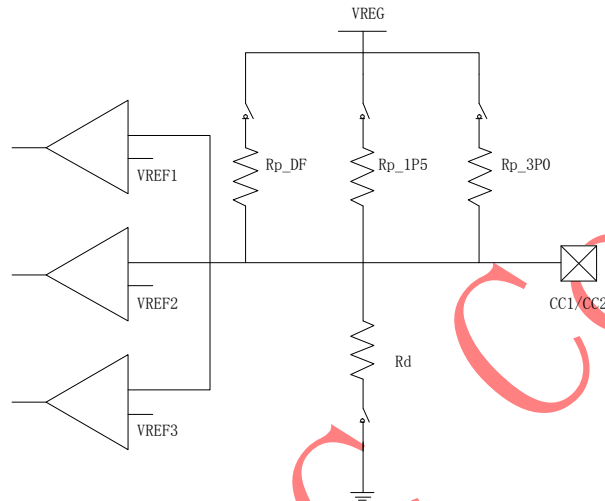 VREG
Rp_DF
Rp_1P5
Rp_3P0
VREF1
VREF2
CC1/CC2
Rd
VREF3